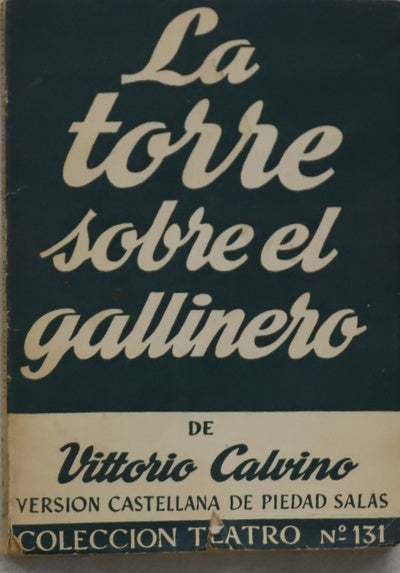 La
torre
sobre el
gallinero
DE
Vittorio Calvino
VERSION CASTELLANA DE PIEDAD SALAS
COLECCION TEATRO Nº 131